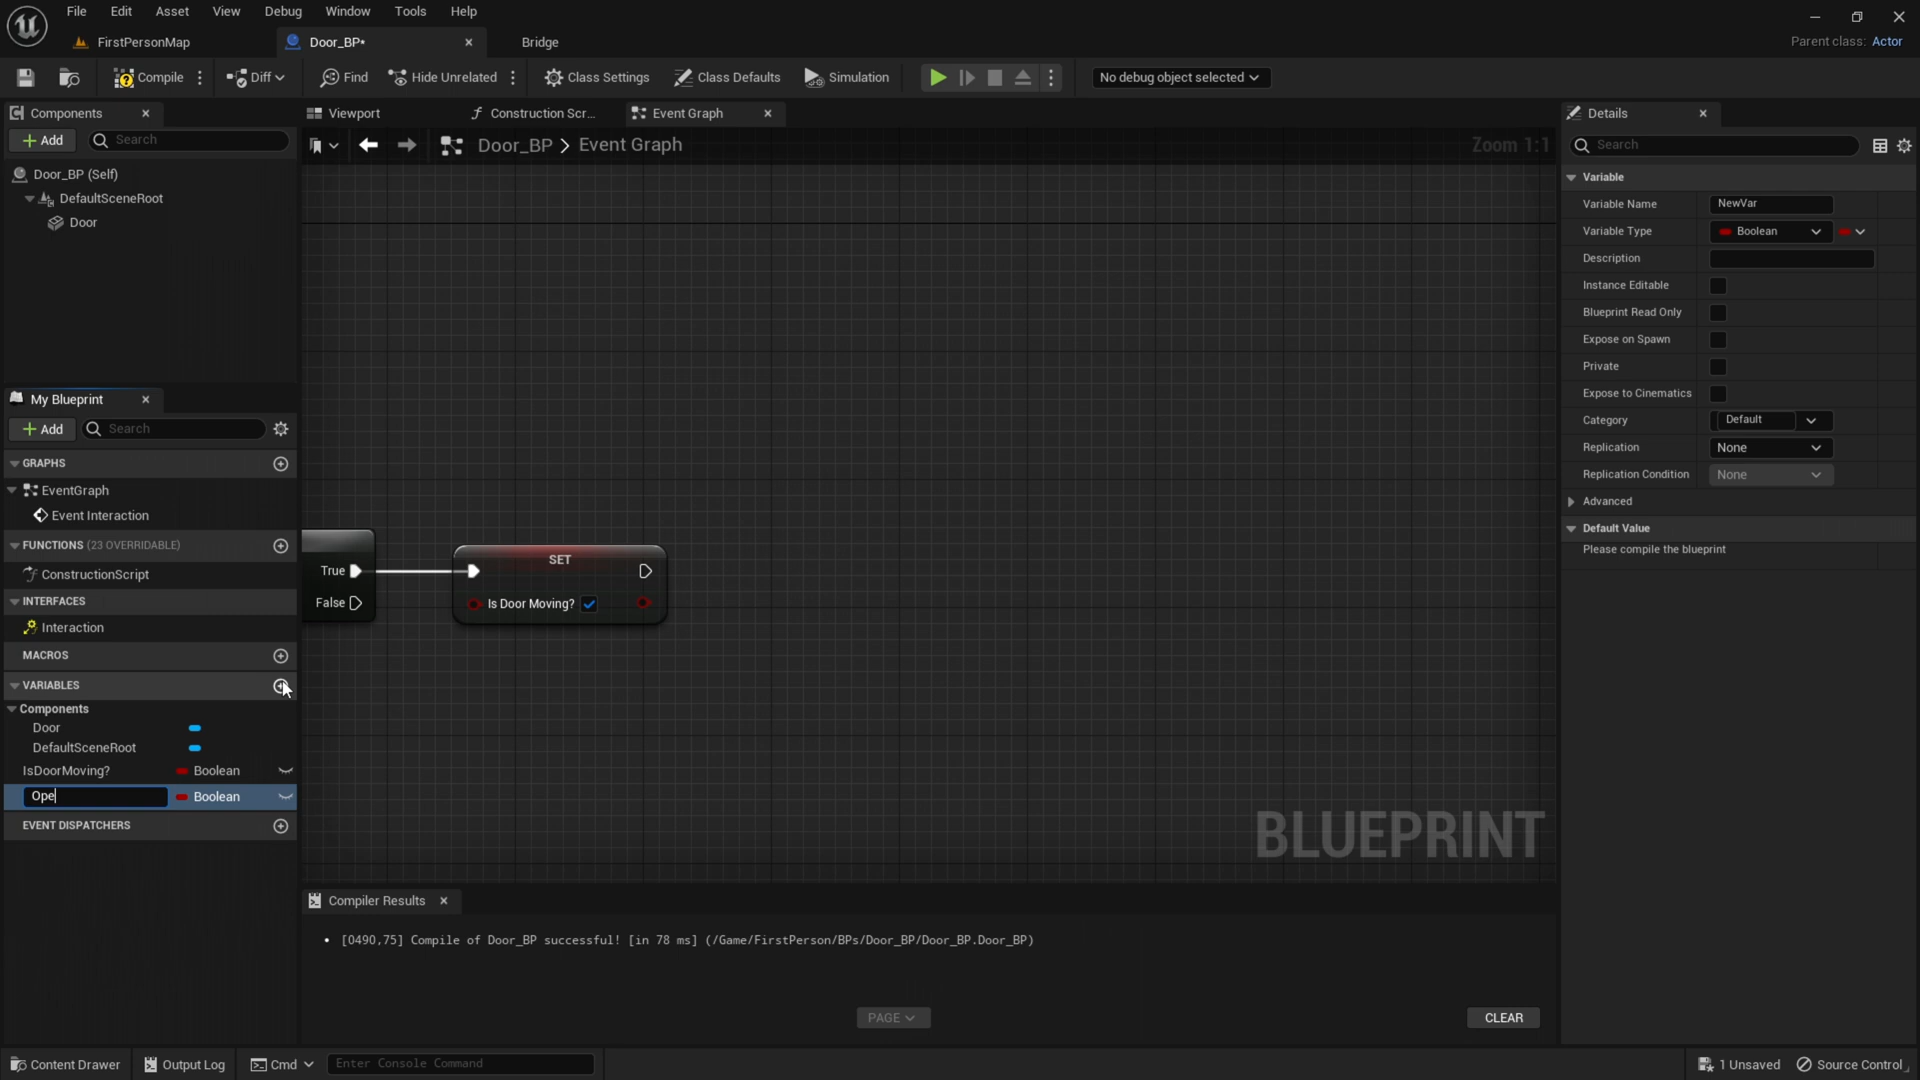 File Edit Asset View Debug Window Tools Help
FirstPersonMap Door_BP* Bridge Parent class: Actor
Compile Diff Find Hide Unrelated Class Settings Class Defaults Simulation No debug object selected
Components Viewport Construction Scr... Event Graph Details
Add Search Door_BP > Event Graph Zoom 1:1 Search
Door_BP (Self)
DefaultSceneRoot
Door
Variable
Variable Name NewVar
Variable Type Boolean
Description
Instance Editable
Blueprint Read Only
Expose on Spawn
Private
Expose to Cinematics
Category Default
Replication None
Replication Condition None
Advanced
Default Value
Please compile the blueprint
My Blueprint
Add Search
GRAPHS
EventGraph
Event Interaction
FUNCTIONS (23 OVERRIDABLE)
ConstructionScript
INTERFACES
Interaction
MACROS
VARIABLES
Components
Door
DefaultSceneRoot
IsDoorMoving? Boolean
Ope Boolean
EVENT DISPATCHERS
SET
True
False Is Door Moving?
BLUEPRINT
Compiler Results
• [0490,75] Compile of Door_BP successful! [in 78 ms] (/Game/FirstPerson/BPs/Door_BP/Door_BP.Door_BP)
PAGE CLEAR
Content Drawer Output Log Cmd Enter Console Command 1 Unsaved Source Control